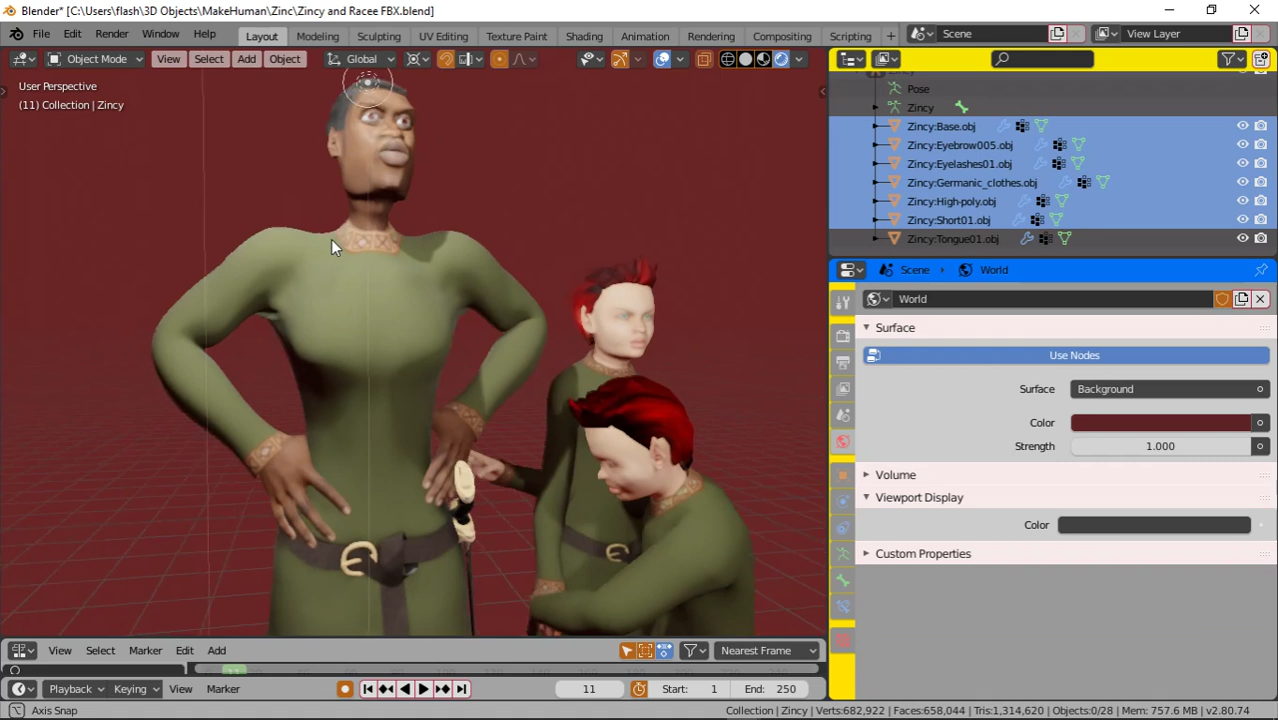 Blender* [C:\Users\flash\3D Objects\MakeHuman\Zinc\Zincy and Racee FBX.blend]
File Edit Render Window Help Layout Modeling Sculpting UV Editing Texture Paint Shading Animation Rendering Compositing Scripting Scene View Layer
Object Mode View Select Add Object Global
User Perspective
(11) Collection | Zincy
Pose
Zincy
Zincy:Base.obj
Zincy:Eyebrow005.obj
Zincy:Eyelashes01.obj
Zincy:Germanic_clothes.obj
Zincy:High-poly.obj
Zincy:Short01.obj
Zincy:Tongue01.obj
Scene World
World
Surface
Use Nodes
Surface Background
Color
Strength 1.000
Volume
Viewport Display
Color
Custom Properties
View Select Marker Edit Add Nearest Frame
11
Playback Keying View Marker 11 Start: 1 End: 250
Axis Snap Collection | Zincy | Verts:682,922 | Faces:658,044 | Tris:1,314,620 | Objects:0/28 | Mem: 757.6 MB | v2.80.74